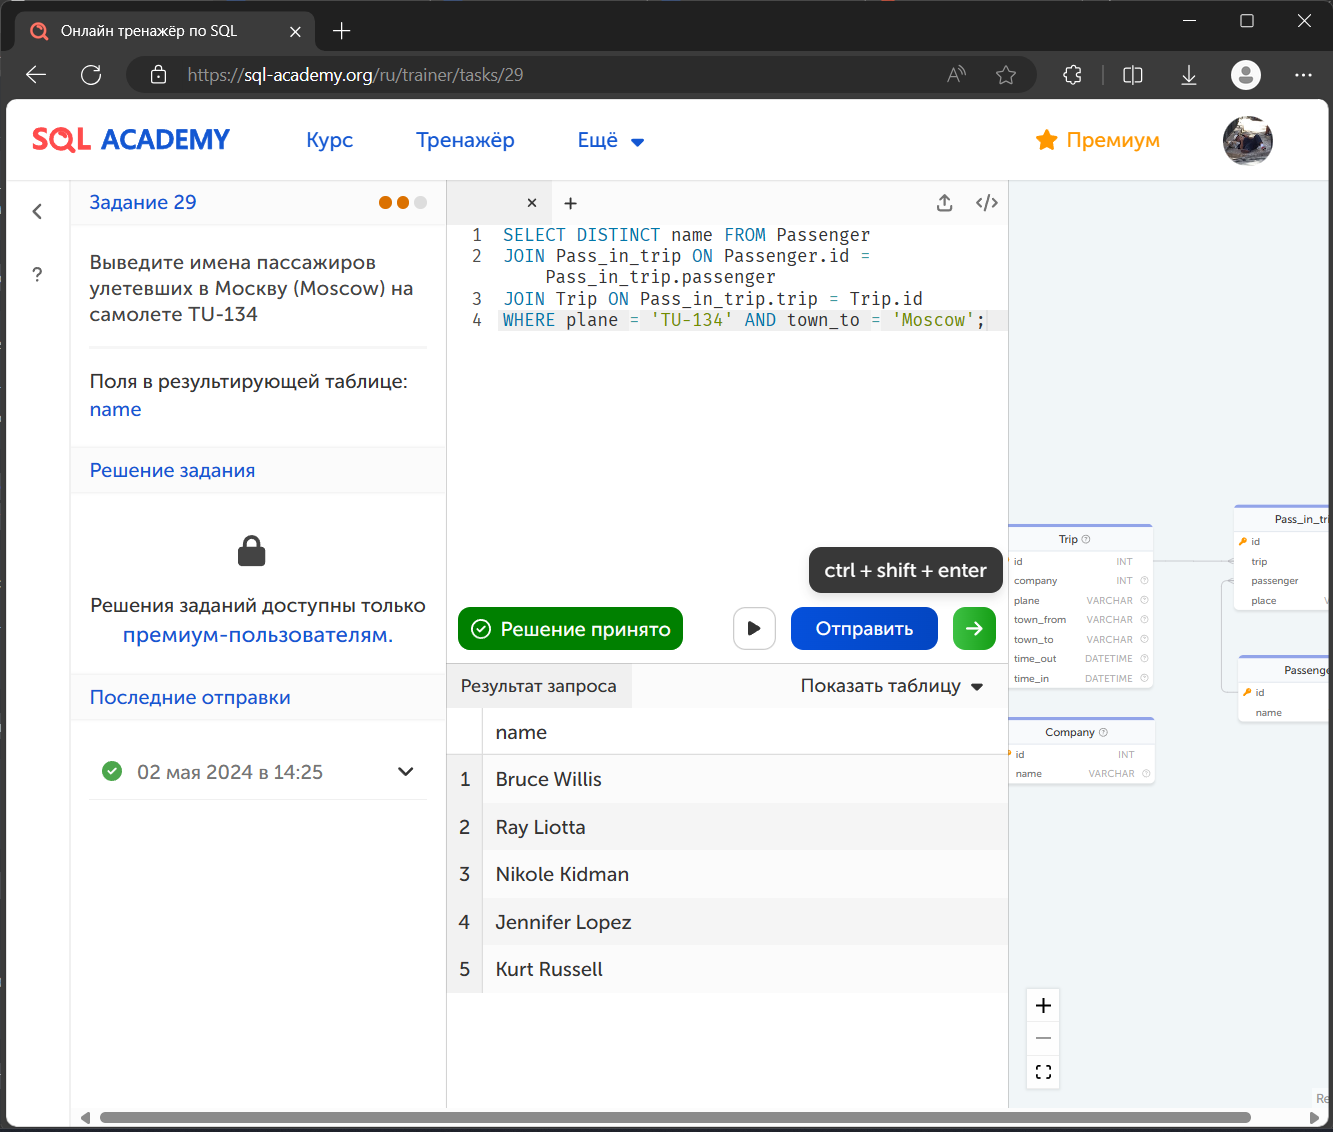 Онлайн тренажёр по SQL
https://sql-academy.org/ru/trainer/tasks/29
SQL ACADEMY
Курс
Тренажёр
Ещё
Премиум
Задание 29
Выведите имена пассажиров
улетевших в Москву (Moscow) на
самолете TU-134
Поля в результирующей таблице:
name
Решение задания
Решения заданий доступны только
премиум-пользователям.
Последние отправки
02 мая 2024 в 14:25
1 SELECT DISTINCT name FROM Passenger
2 JOIN Pass_in_trip ON Passenger.id =
Pass_in_trip.passenger
3 JOIN Trip ON Pass_in_trip.trip = Trip.id
4 WHERE plane = 'TU-134' AND town_to = 'Moscow';
ctrl + shift + enter
Решение принято
Отправить
Результат запроса
Показать таблицу
name
1 Bruce Willis
2 Ray Liotta
3 Nikole Kidman
4 Jennifer Lopez
5 Kurt Russell
Trip
id INT
company INT
plane VARCHAR
town_from VARCHAR
town_to VARCHAR
time_out DATETIME
time_in DATETIME
Company
id INT
name VARCHAR
Pass_in_tri
id
trip
passenger
place V
Passenge
id
name
Re